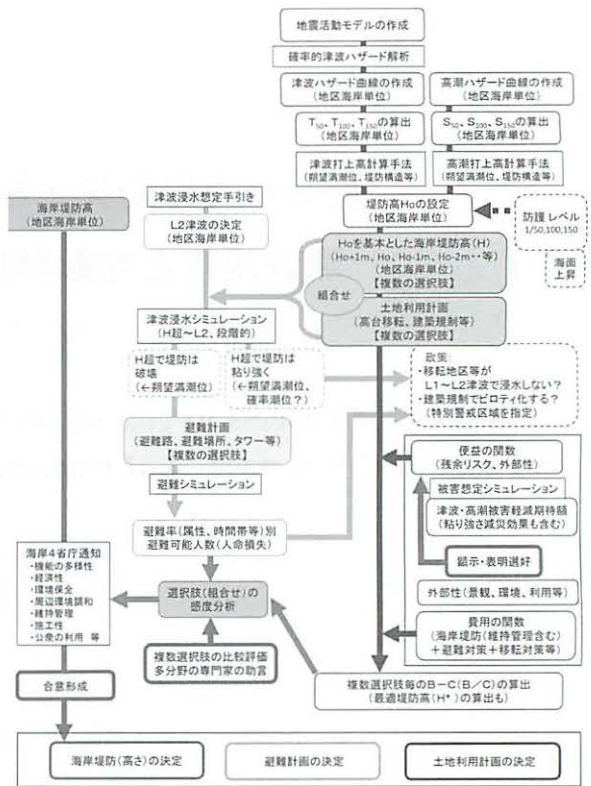 地震活動モデルの作成
確率的津波ハザード解析
津波ハザード曲線の作成
(地区海岸単位)
高潮ハザード曲線の作成
(地区海岸単位)
T50、T100、T150の算出
(地区海岸単位)
S50、S100、S150の算出
(地区海岸単位)
津波打上高計算手法
(朔望満潮位、堤防構造等)
高潮打上高計算手法
(朔望満潮位、堤防構造等)
海岸堤防高
(地区海岸単位)
津波浸水想定手引き
L2津波の決定
(地区海岸単位)
堤防高Hoの設定
(地区海岸単位)
防護レベル
1/50,100,150
海面
上昇
Hoを基本とした海岸堤防高(H)
(Ho+1m, Ho, Ho-1m, Ho-2m・・等)
(地区海岸単位)
【複数の選択肢】
組合せ
土地利用計画
(高台移転、建築規制等)
【複数の選択肢】
津波浸水シミュレーション
(H超~L2、段階的)
H超で堤防は
破壊
(←朔望満潮位)
H超で堤防は
粘り強く
(←朔望満潮位、
確率潮位?)
政策:
・移転地区等が
L1~L2津波で浸水しない?
・建築規制でピロティ化する?
(特別警戒区域を指定)
避難計画
(避難路、避難場所、タワー等)
【複数の選択肢】
避難シミュレーション
避難率(属性、時間帯等)別
避難可能人数(人命損失)
便益の関数
(残余リスク、外部性)
被害想定シミュレーション
津波・高潮被害軽減期待額
(粘り強さ減災効果も含む)
顕示・表明選好
外部性(景観、環境、利用等)
費用の関数
(海岸堤防(維持管理含む)
+避難対策+移転対策等)
海岸4省庁通知
・機能の多様性
・経済性
・環境保全
・周辺環境調和
・維持管理
・施工性
・公衆の利用 等
選択肢(組合せ)の
感度分析
複数選択肢の比較評価
多分野の専門家の助言
複数選択肢毎のB-C(B/C)の算出
(最適堤防高(H*)の算出も)
合意形成
海岸堤防(高さ)の決定
避難計画の決定
土地利用計画の決定